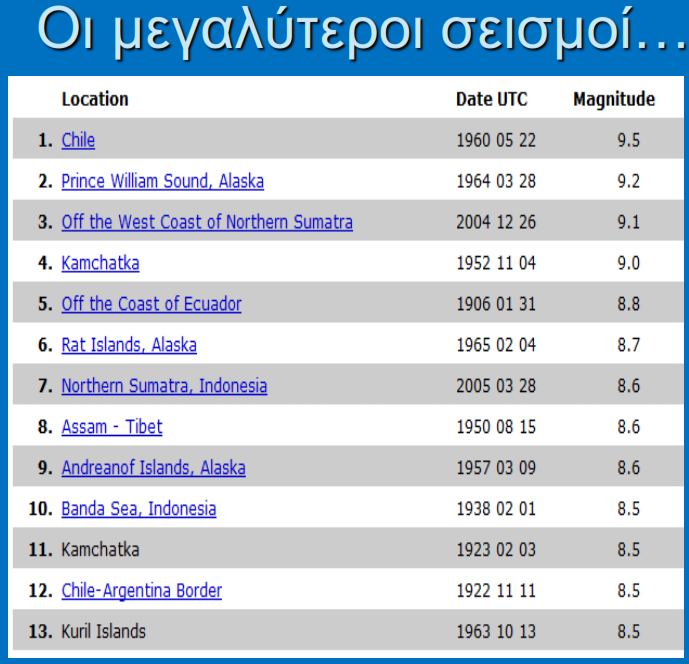 Οι μεγαλύτεροι σεισμοί…
Location Date UTC Magnitude
1. Chile 1960 05 22 9.5
2. Prince William Sound, Alaska 1964 03 28 9.2
3. Off the West Coast of Northern Sumatra 2004 12 26 9.1
4. Kamchatka 1952 11 04 9.0
5. Off the Coast of Ecuador 1906 01 31 8.8
6. Rat Islands, Alaska 1965 02 04 8.7
7. Northern Sumatra, Indonesia 2005 03 28 8.6
8. Assam - Tibet 1950 08 15 8.6
9. Andreanof Islands, Alaska 1957 03 09 8.6
10. Banda Sea, Indonesia 1938 02 01 8.5
11. Kamchatka 1923 02 03 8.5
12. Chile-Argentina Border 1922 11 11 8.5
13. Kuril Islands 1963 10 13 8.5